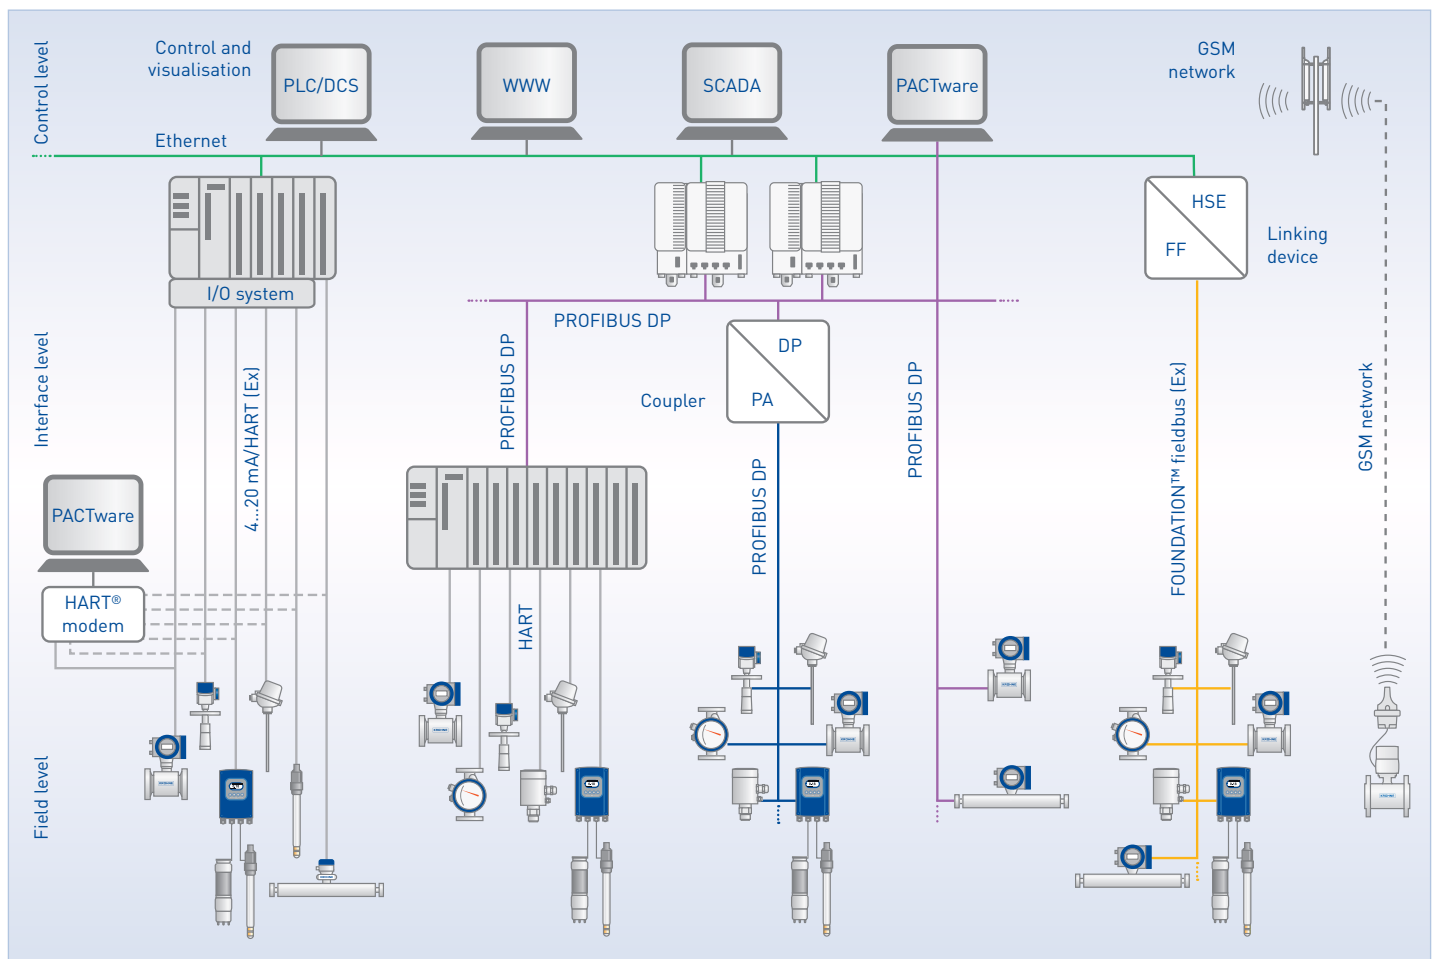 Control level
Control and
visualisation
PLC/DCS
WWW
SCADA
PACTware
GSM
network
Ethernet
I/O system
HSE
FF
Linking
device
Interface level
PROFIBUS DP
PROFIBUS DP
DP
PA
Coupler
PROFIBUS DP
PROFIBUS DP
4...20 mA/HART (Ex)
FOUNDATION™ fieldbus (Ex)
GSM network
PACTware
HART®
modem
HART
Field level